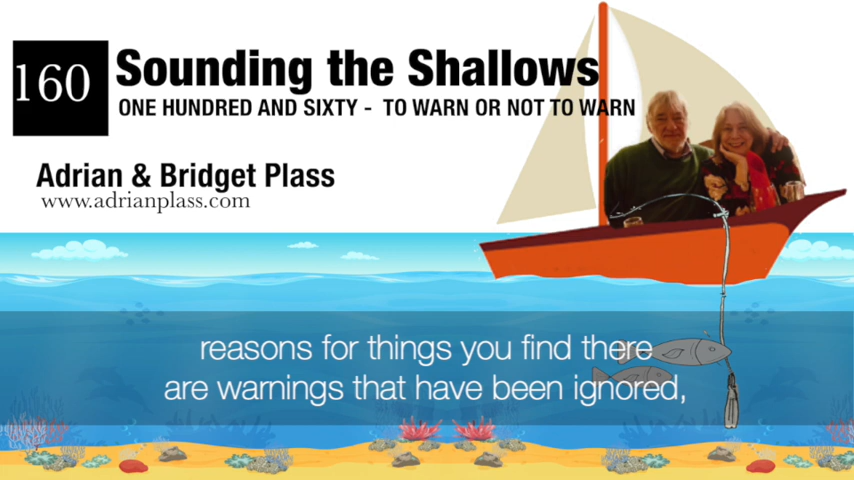 160
Sounding the Shallows
ONE HUNDRED AND SIXTY - TO WARN OR NOT TO WARN
Adrian & Bridget Plass
www.adrianplass.com
reasons for things you find there
are warnings that have been ignored,